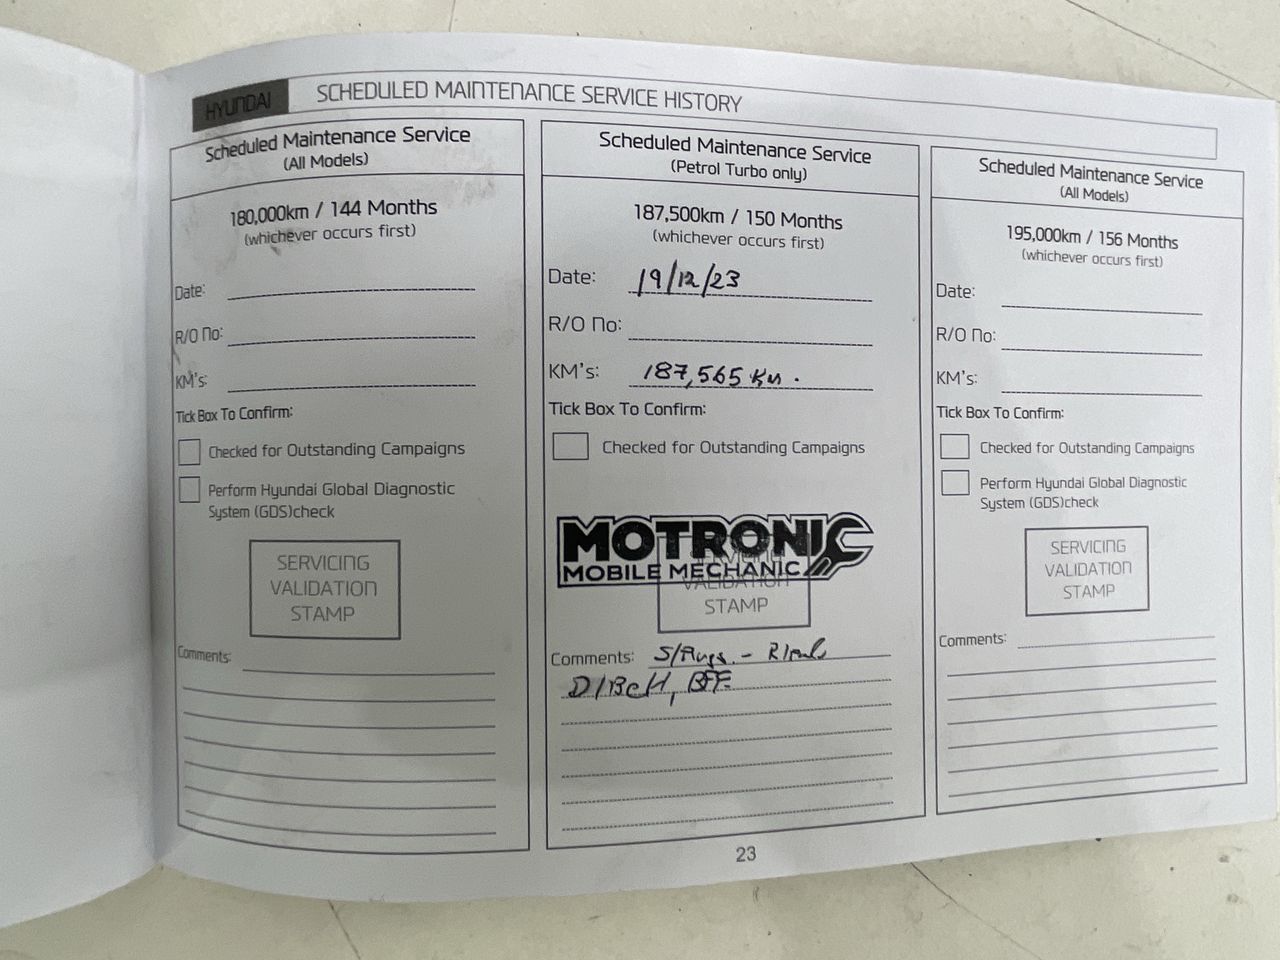 HYUNDAI
SCHEDULED MAINTENANCE SERVICE HISTORY
Scheduled Maintenance Service
(All Models)
180,000km / 144 Months
(whichever occurs first)
Date:
R/O No:
KM's:
Tick Box To Confirm:
Checked for Outstanding Campaigns
Perform Hyundai Global Diagnostic
System (GDS)check
SERVICING
VALIDATION
STAMP
Comments:
Scheduled Maintenance Service
(Petrol Turbo only)
187,500km / 150 Months
(whichever occurs first)
Date: 19/12/23
R/O No:
KM's: 187,565 Km.
Tick Box To Confirm:
Checked for Outstanding Campaigns
MOTRONIC
MOBILE MECHANIC
SERVICING
VALIDATION
STAMP
Comments: S/Plugs -
Scheduled Maintenance Service
(All Models)
195,000km / 156 Months
(whichever occurs first)
Date:
R/O No:
KM's:
Tick Box To Confirm:
Checked for Outstanding Campaigns
Perform Hyundai Global Diagnostic
System (GDS)check
SERVICING
VALIDATION
STAMP
Comments:
23